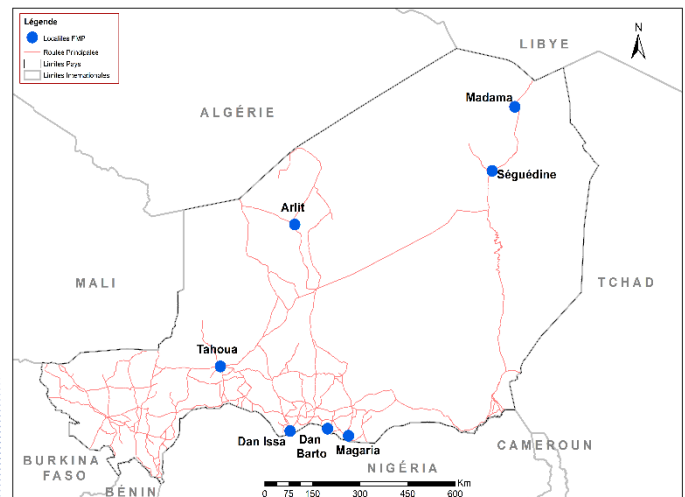 Légende
Localites FMP
Routes Principales
Limites Pays
Limites Internationales
N
LIBYE
ALGÉRIE
Madama
Séguédine
Arlit
TCHAD
MALI
Tahoua
Dan Issa
Dan
Barto
Magaria
CAMEROUN
NIGÉRIA
BURKINA
FASO
BÉNIN
0 75 150 300 450 600
Km